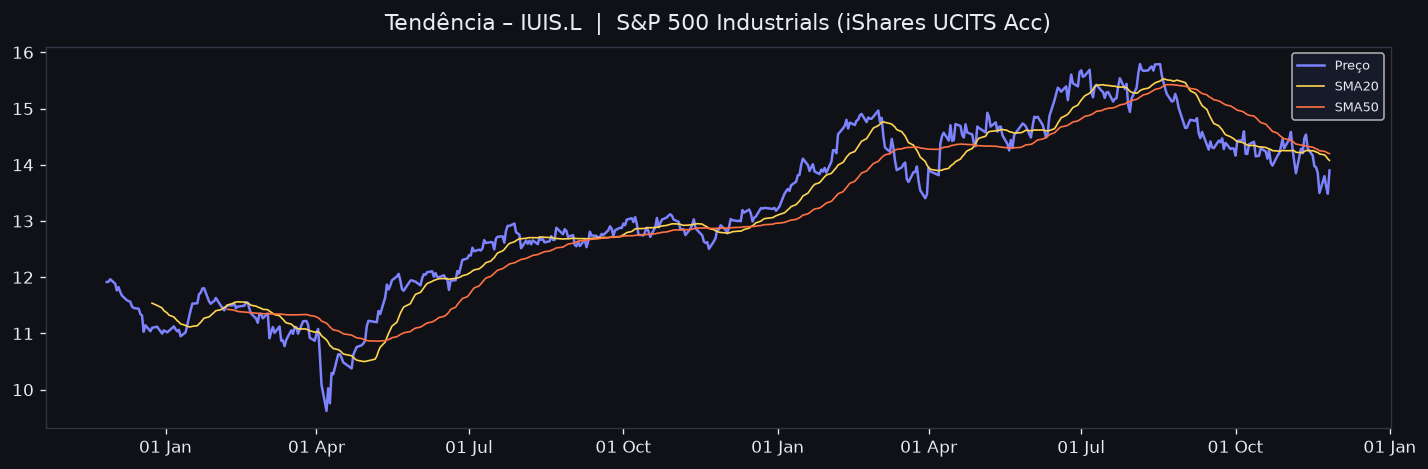 Tendência – IUIS.L | S&P 500 Industrials (iShares UCITS Acc)
16
15
14
13
12
11
10
Preço
SMA20
SMA50
01 Jan
01 Apr
01 Jul
01 Oct
01 Jan
01 Apr
01 Jul
01 Oct
01 Jan